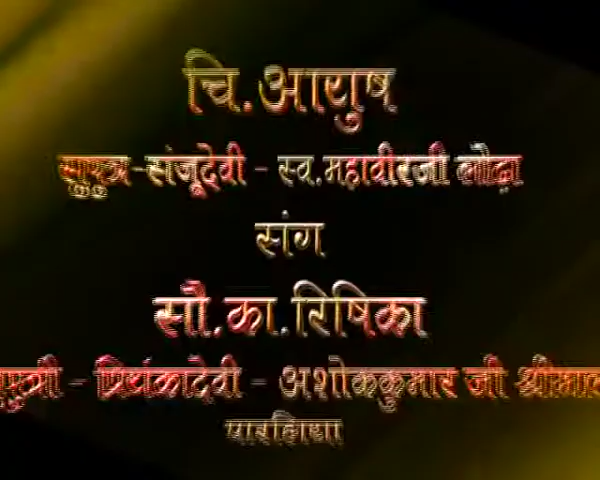 चि.आयुष
सुपुत्र-संजूदेवी - स्व.महावीरजी लौढ़ा
संग
सौ.का.रिषिका
प्रियंकादेवी - अशोककुमार जी